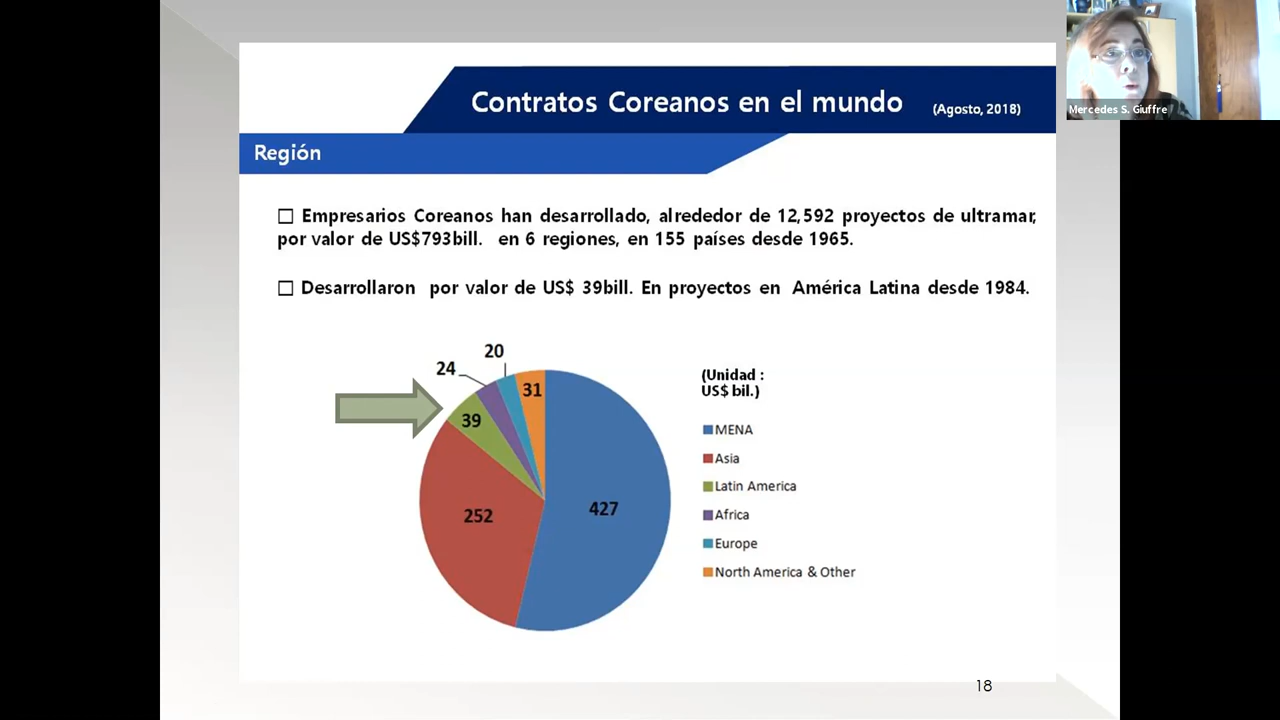 Contratos Coreanos en el mundo (Agosto, 2018)
Mercedes S. Giuffre
Región
□ Empresarios Coreanos han desarrollado, alrededor de 12,592 proyectos de ultramar,
por valor de US$793bill. en 6 regiones, en 155 países desde 1965.
□ Desarrollaron por valor de US$ 39bill. En proyectos en América Latina desde 1984.
20
24
31
39
252
427
(Unidad :
US$ bil.)
MENA
Asia
Latin America
Africa
Europe
North America & Other
18